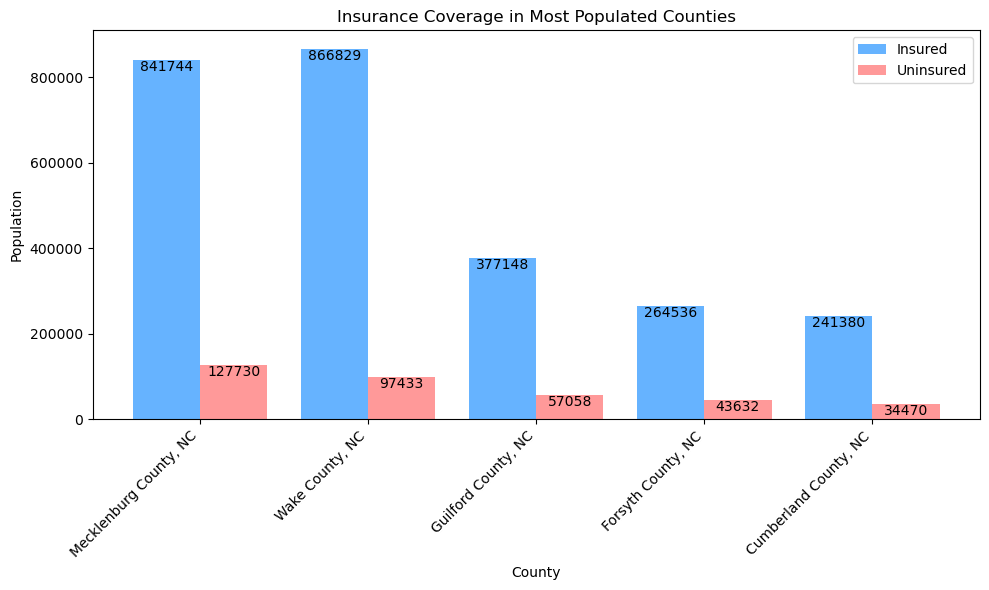 Insurance Coverage in Most Populated Counties
Insured
Uninsured
Population
800000
600000
400000
200000
0
841744
127730
866829
97433
377148
57058
264536
43632
241380
34470
Mecklenburg County, NC
Wake County, NC
Guilford County, NC
Forsyth County, NC
Cumberland County, NC
County